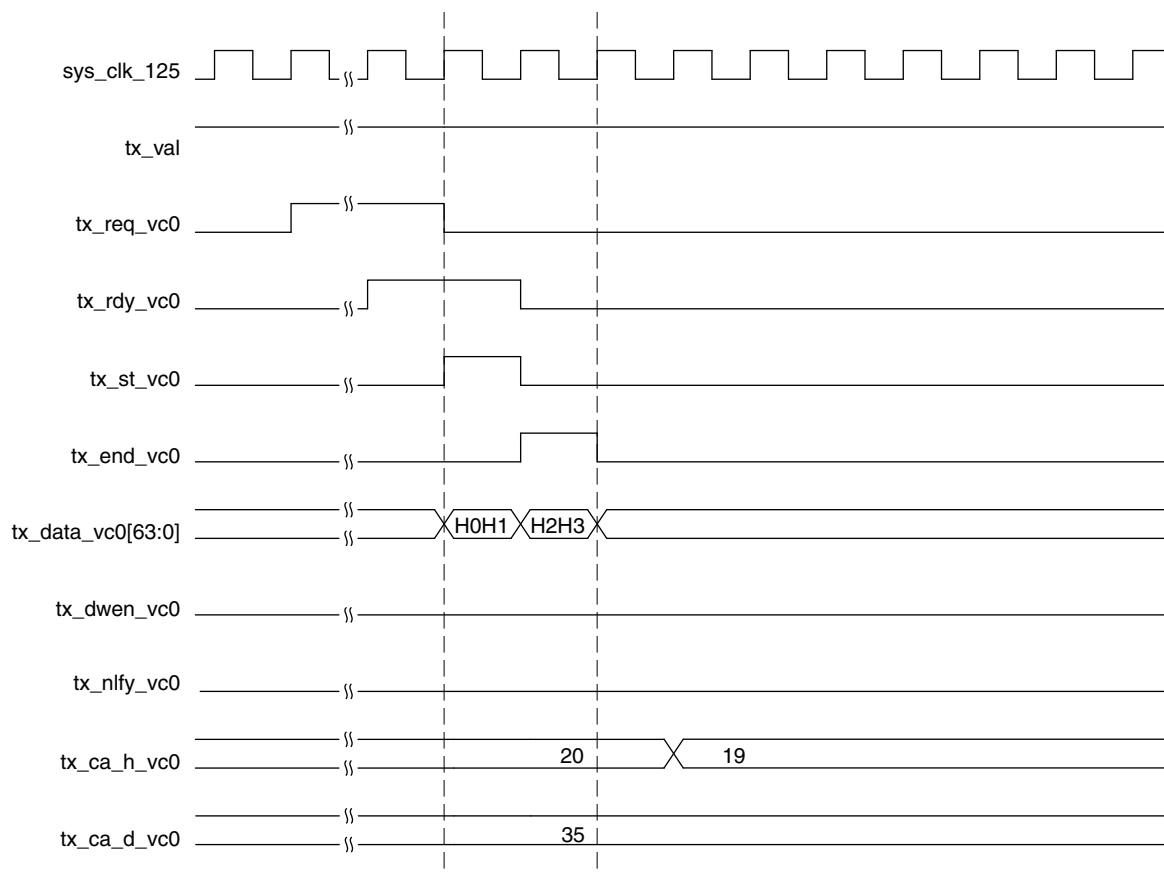 sys_clk_125
tx_val
tx_req_vc0
tx_rdy_vc0
tx_st_vc0
tx_end_vc0
tx_data_vc0[63:0] H0H1 H2H3
tx_dwen_vc0
tx_nlfy_vc0
tx_ca_h_vc0 20 19
tx_ca_d_vc0 35